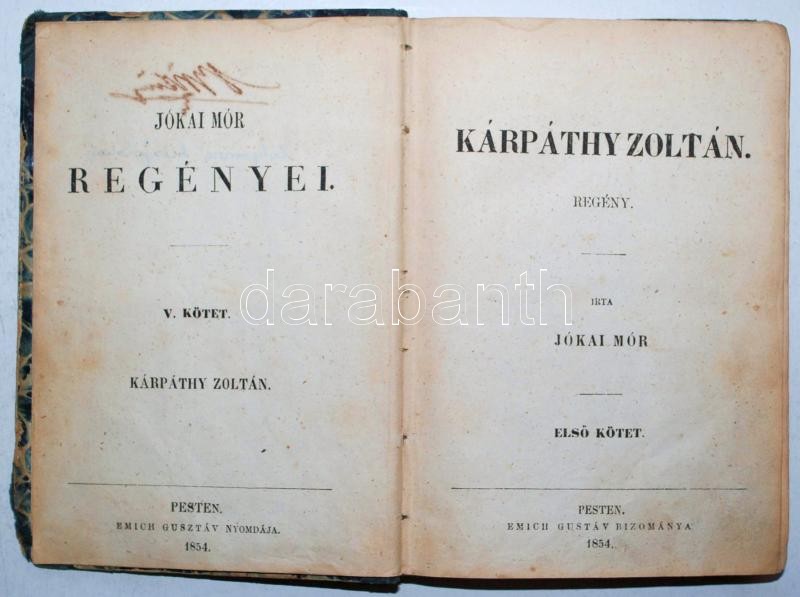 JÓKAI MÓR
REGÉNYEI.
V. KÖTET.
KÁRPÁTHY ZOLTÁN.
PESTEN.
EMICH GUSZTÁV NYOMDÁJA.
1854.
KÁRPÁTHY ZOLTÁN.
REGÉNY.
IRTA
JÓKAI MÓR
ELSŐ KÖTET.
PESTEN.
EMICH GUSTÁV BIZOMÁNYA
1854.
darabanth